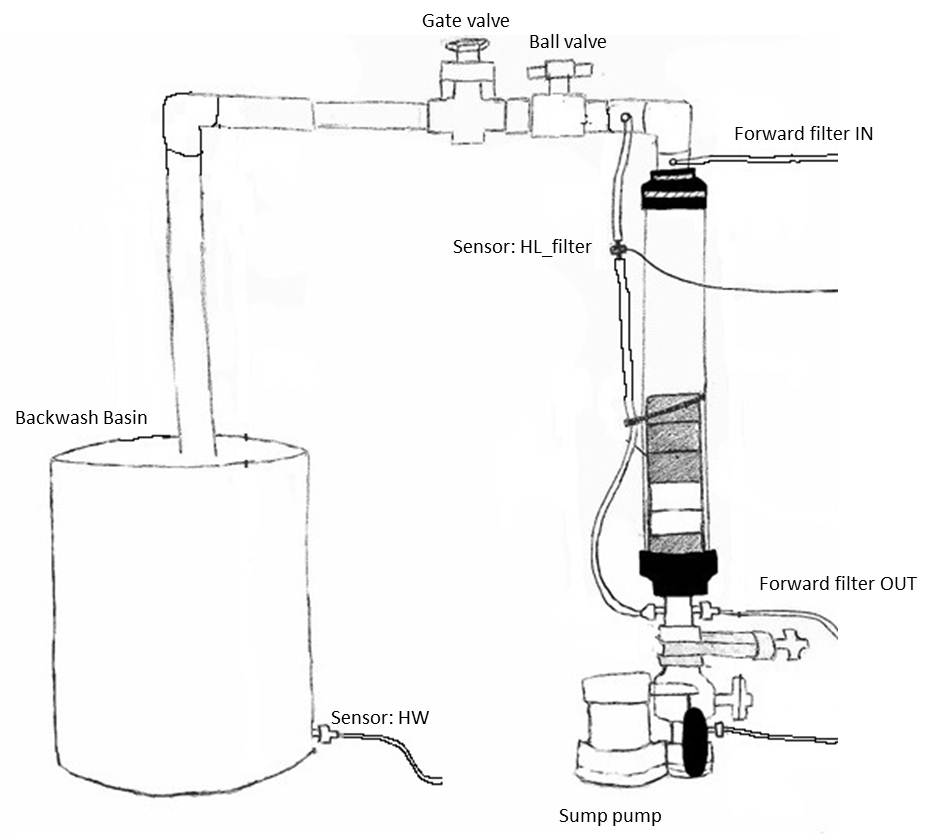 Gate valve
Ball valve
Forward filter IN
Sensor: HL_filter
Backwash Basin
Forward filter OUT
Sensor: HW
Sump pump